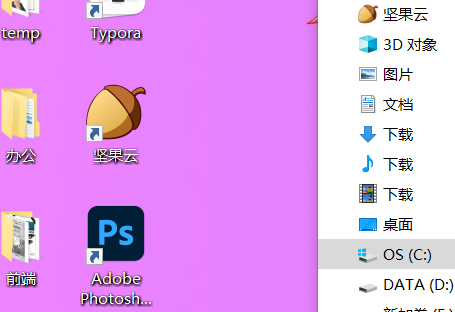 temp
Typora
办公
坚果云
前端
Ps
Adobe
Photosh...
坚果云
3D 对象
图片
文档
下载
下载
下载
桌面
OS (C:)
DATA (D:)